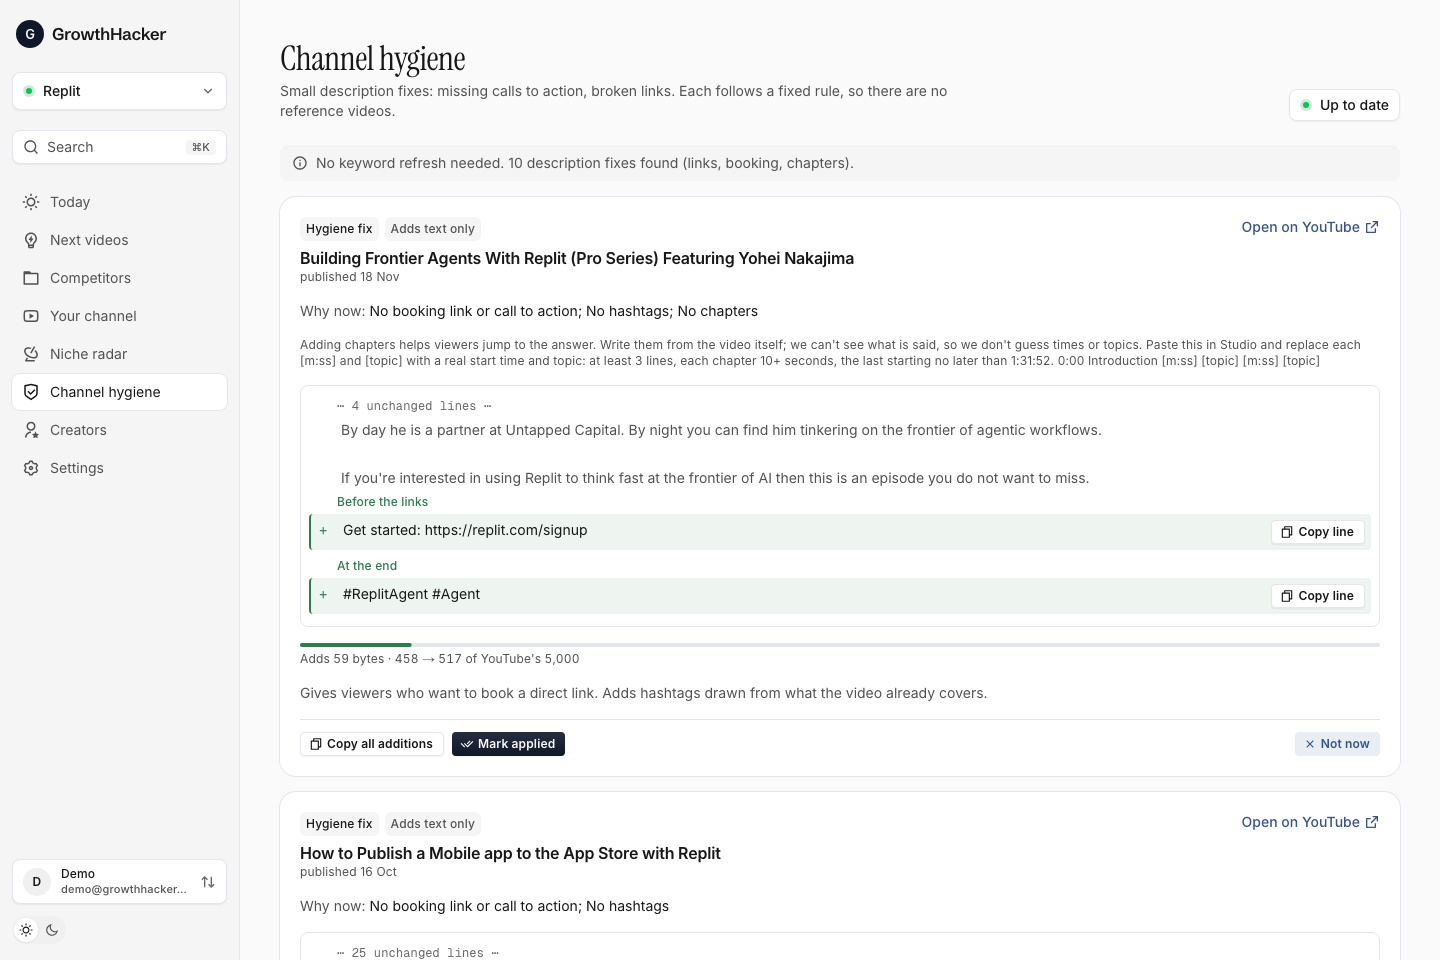 G GrowthHacker
Replit
Search ⌘K
Today
Next videos
Competitors
Your channel
Niche radar
Channel hygiene
Creators
Settings
D Demo
demo@growthhacker...
Channel hygiene
Small description fixes: missing calls to action, broken links. Each follows a fixed rule, so there are no
reference videos.
Up to date
No keyword refresh needed. 10 description fixes found (links, booking, chapters).
Hygiene fix Adds text only Open on YouTube
Building Frontier Agents With Replit (Pro Series) Featuring Yohei Nakajima
published 18 Nov
Why now: No booking link or call to action; No hashtags; No chapters
Adding chapters helps viewers jump to the answer. Write them from the video itself; we can't see what is said, so we don't guess times or topics. Paste this in Studio and replace each
[m:ss] and [topic] with a real start time and topic: at least 3 lines, each chapter 10+ seconds, the last starting no later than 1:31:52. 0:00 Introduction [m:ss] [topic] [m:ss] [topic]
⋯ 4 unchanged lines ⋯
By day he is a partner at Untapped Capital. By night you can find him tinkering on the frontier of agentic workflows.
If you're interested in using Replit to think fast at the frontier of AI then this is an episode you do not want to miss.
Before the links
+ Get started: https://replit.com/signup Copy line
At the end
+ #ReplitAgent #Agent Copy line
Adds 59 bytes · 458 → 517 of YouTube's 5,000
Gives viewers who want to book a direct link. Adds hashtags drawn from what the video already covers.
Copy all additions Mark applied Not now
Hygiene fix Adds text only Open on YouTube
How to Publish a Mobile app to the App Store with Replit
published 16 Oct
Why now: No booking link or call to action; No hashtags
⋯ 25 unchanged lines ⋯